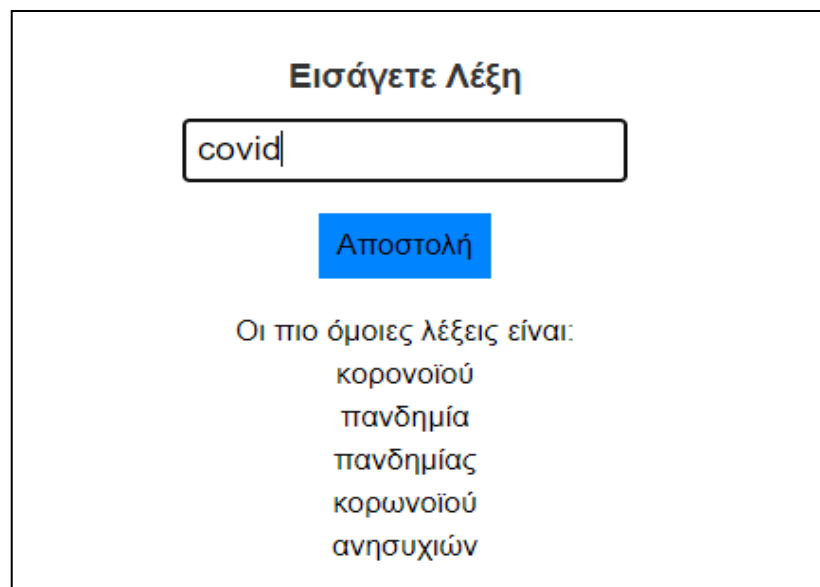 Εισάγετε Λέξη
covid
Αποστολή
Οι πιο όμοιες λέξεις είναι:
κορονοϊού
πανδημία
πανδημίας
κορωνοϊού
ανησυχιών